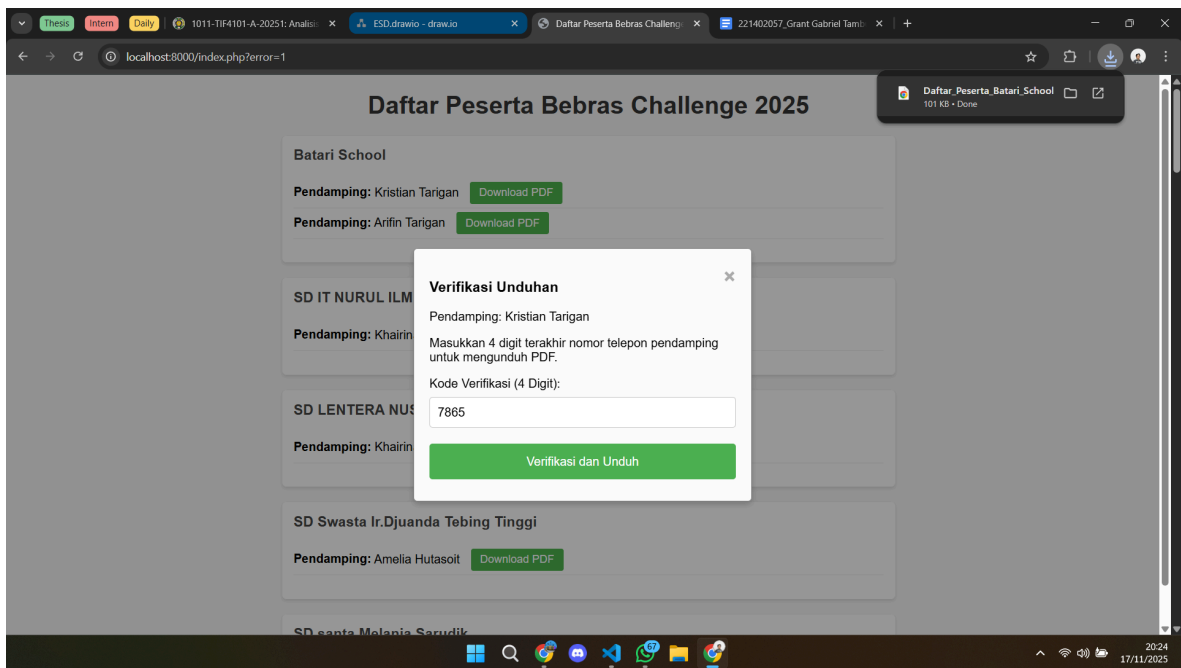 Thesis
Intern
Daily
1011-TIF4101-A-20251: Analisis
ESD.drawio - draw.io
Daftar Peserta Bebras Challenge
221402057_Grant Gabriel Tamb
localhost:8000/index.php?error=1
Daftar_Peserta_Batari_School
101 KB • Done
Daftar Peserta Bebras Challenge 2025
Batari School
Pendamping: Kristian Tarigan Download PDF
Pendamping: Arifin Tarigan Download PDF
Verifikasi Unduhan
Pendamping: Kristian Tarigan
Masukkan 4 digit terakhir nomor telepon pendamping
untuk mengunduh PDF.
Kode Verifikasi (4 Digit):
7865
Verifikasi dan Unduh
SD IT NURUL ILM
Pendamping: Khairin
SD LENTERA NUS
Pendamping: Khairin
SD Swasta Ir.Djuanda Tebing Tinggi
Pendamping: Amelia Hutasoit Download PDF
SD santa Melania Sarudik
67
20:24
17/11/2025